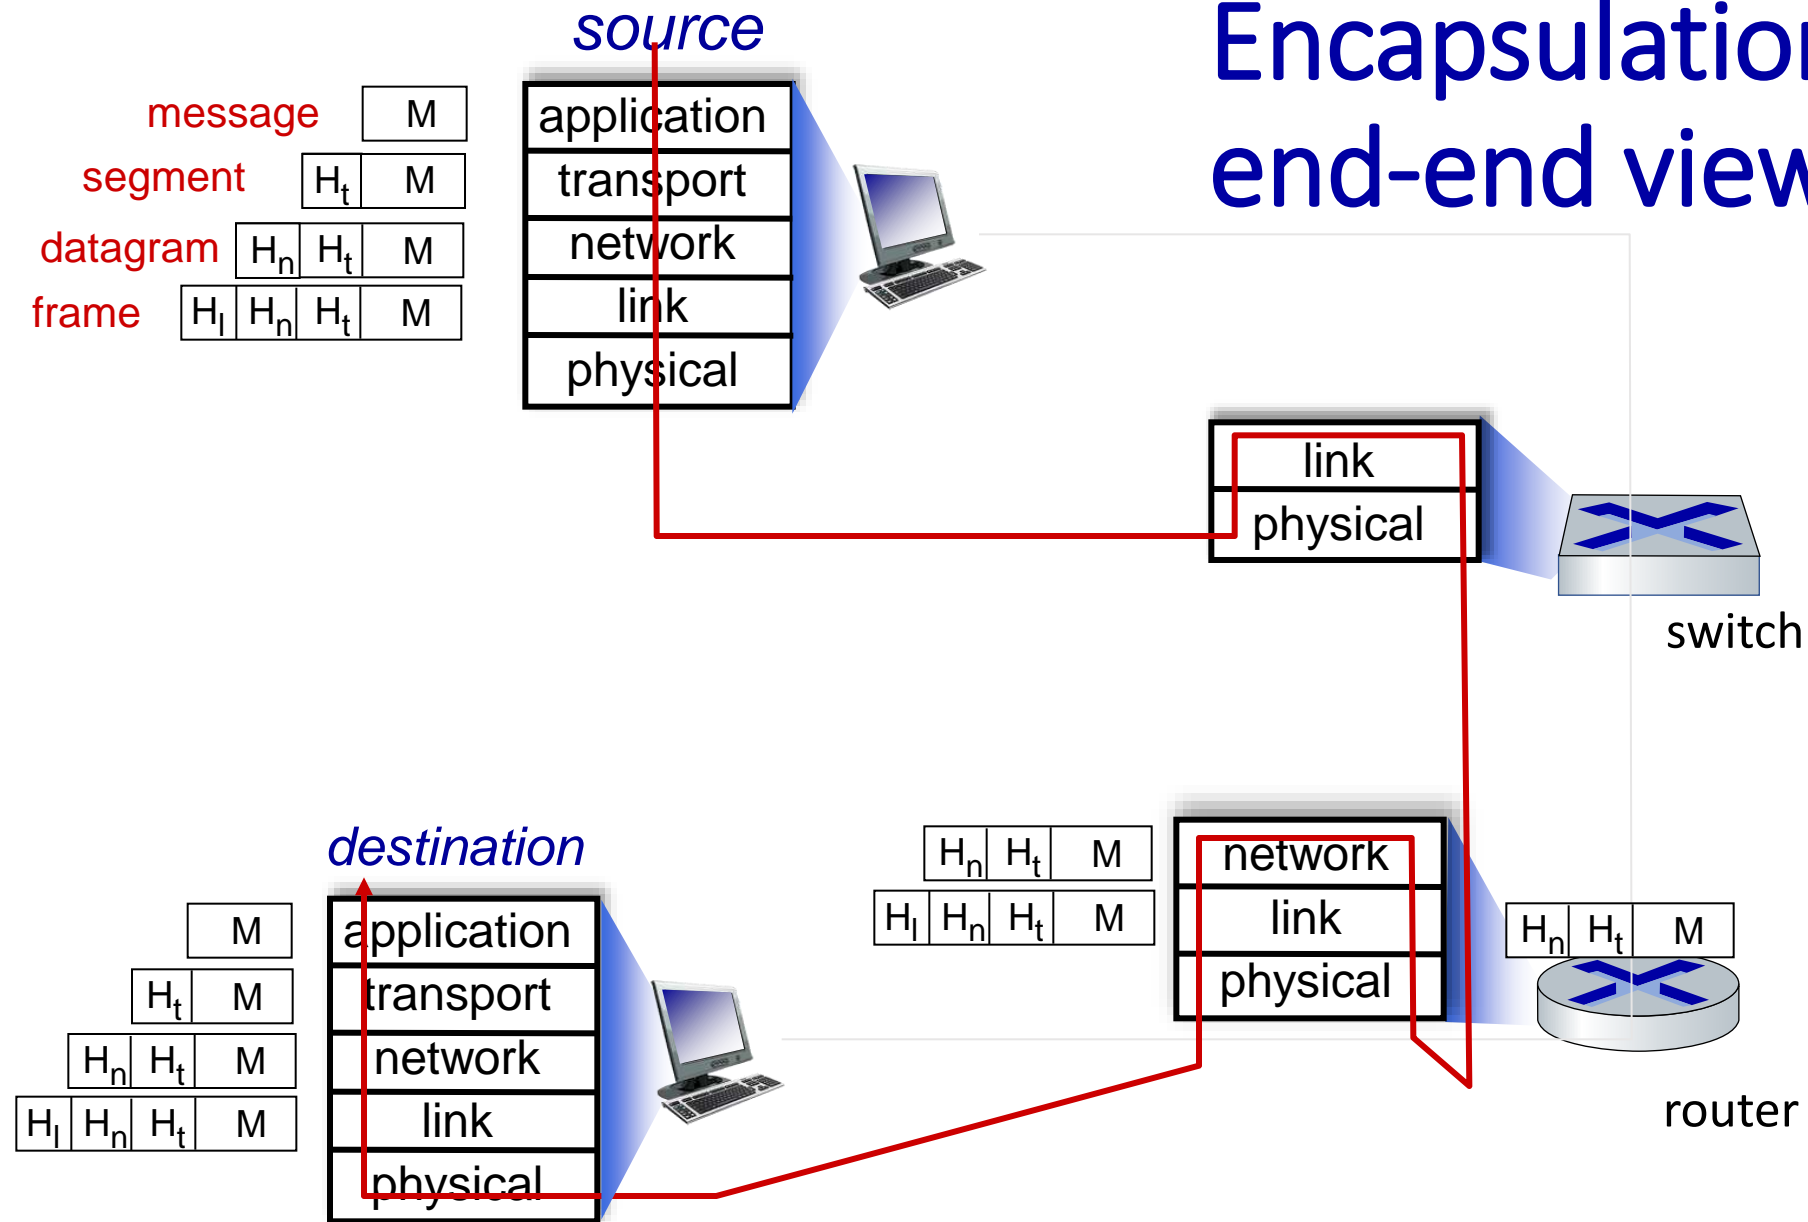 source
Encapsulation
end-end view
message M
segment Ht M
datagram Hn Ht M
frame Hl Hn Ht M
application
transport
network
link
physical
link
physical
switch
destination
M
Ht M
Hn Ht M
Hl Hn Ht M
application
transport
network
link
physical
Hn Ht M
Hl Hn Ht M
network
link
physical
Hn Ht M
router